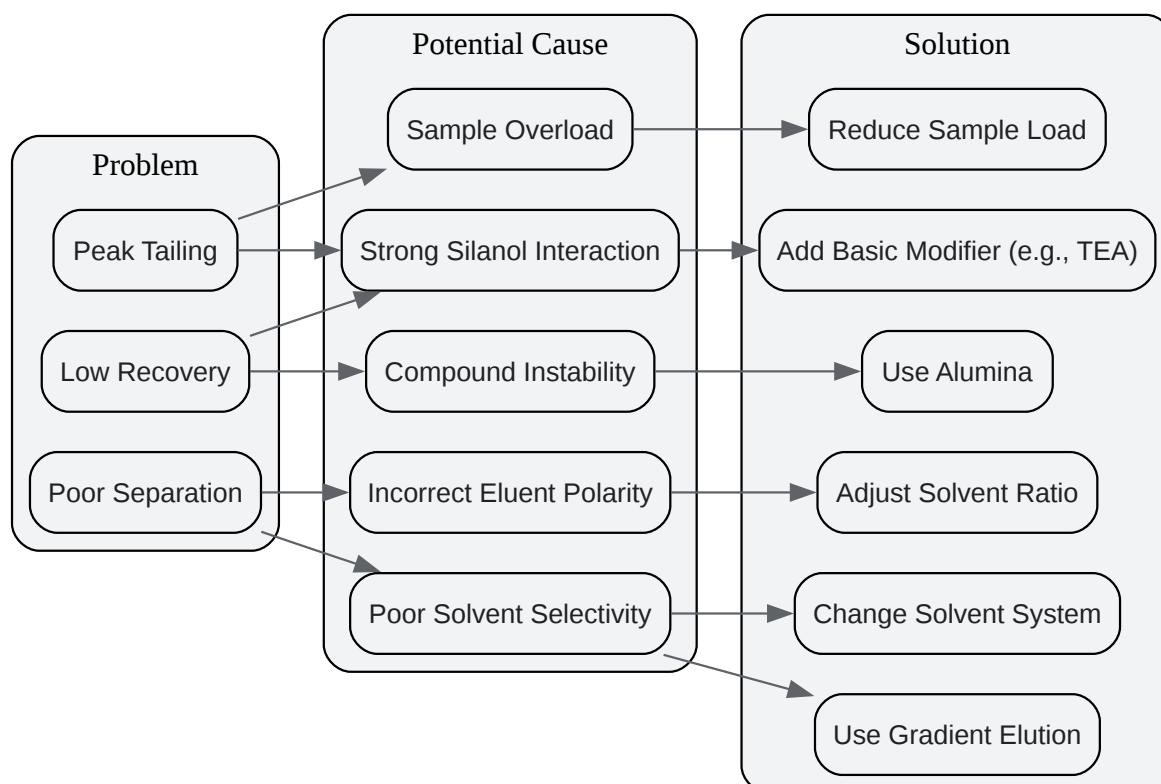 Problem
Peak Tailing
Low Recovery
Poor Separation
Potential Cause
Sample Overload
Strong Silanol Interaction
Compound Instability
Incorrect Eluent Polarity
Poor Solvent Selectivity
Solution
Reduce Sample Load
Add Basic Modifier (e.g., TEA)
Use Alumina
Adjust Solvent Ratio
Change Solvent System
Use Gradient Elution